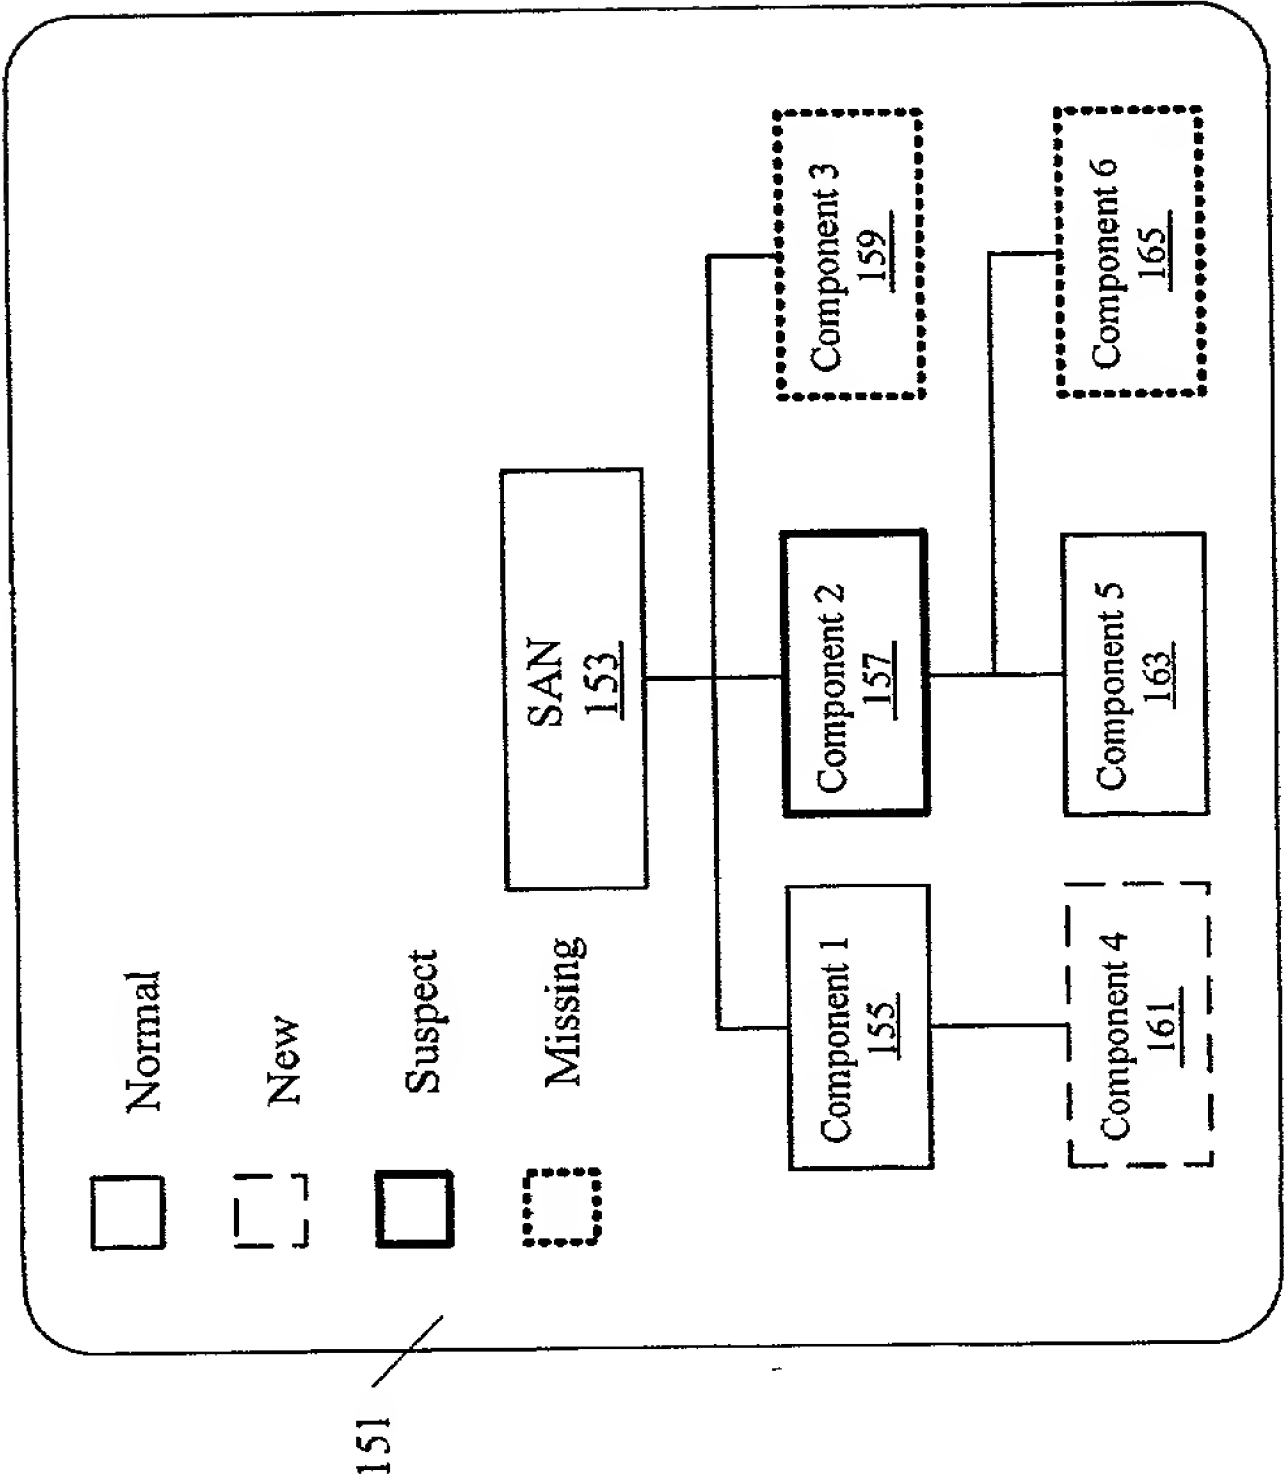 Normal
New
Suspect
Missing
SAN
153
Component 1
155
Component 2
157
Component 3
159
Component 4
161
Component 5
163
Component 6
165
151